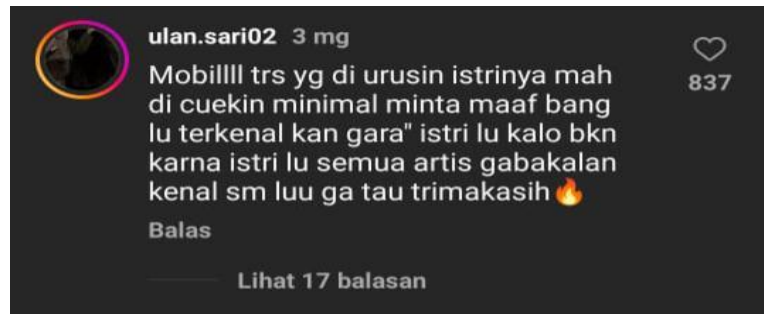 ulan.sari02 3 mg
Mobillll trs yg di urusin istrinya mah
di cuekin minimal minta maaf bang
lu terkenal kan gara" istri lu kalo bkn
karna istri lu semua artis gabakalan
kenal sm luu ga tau trimakasih🔥
837
Balas
Lihat 17 balasan